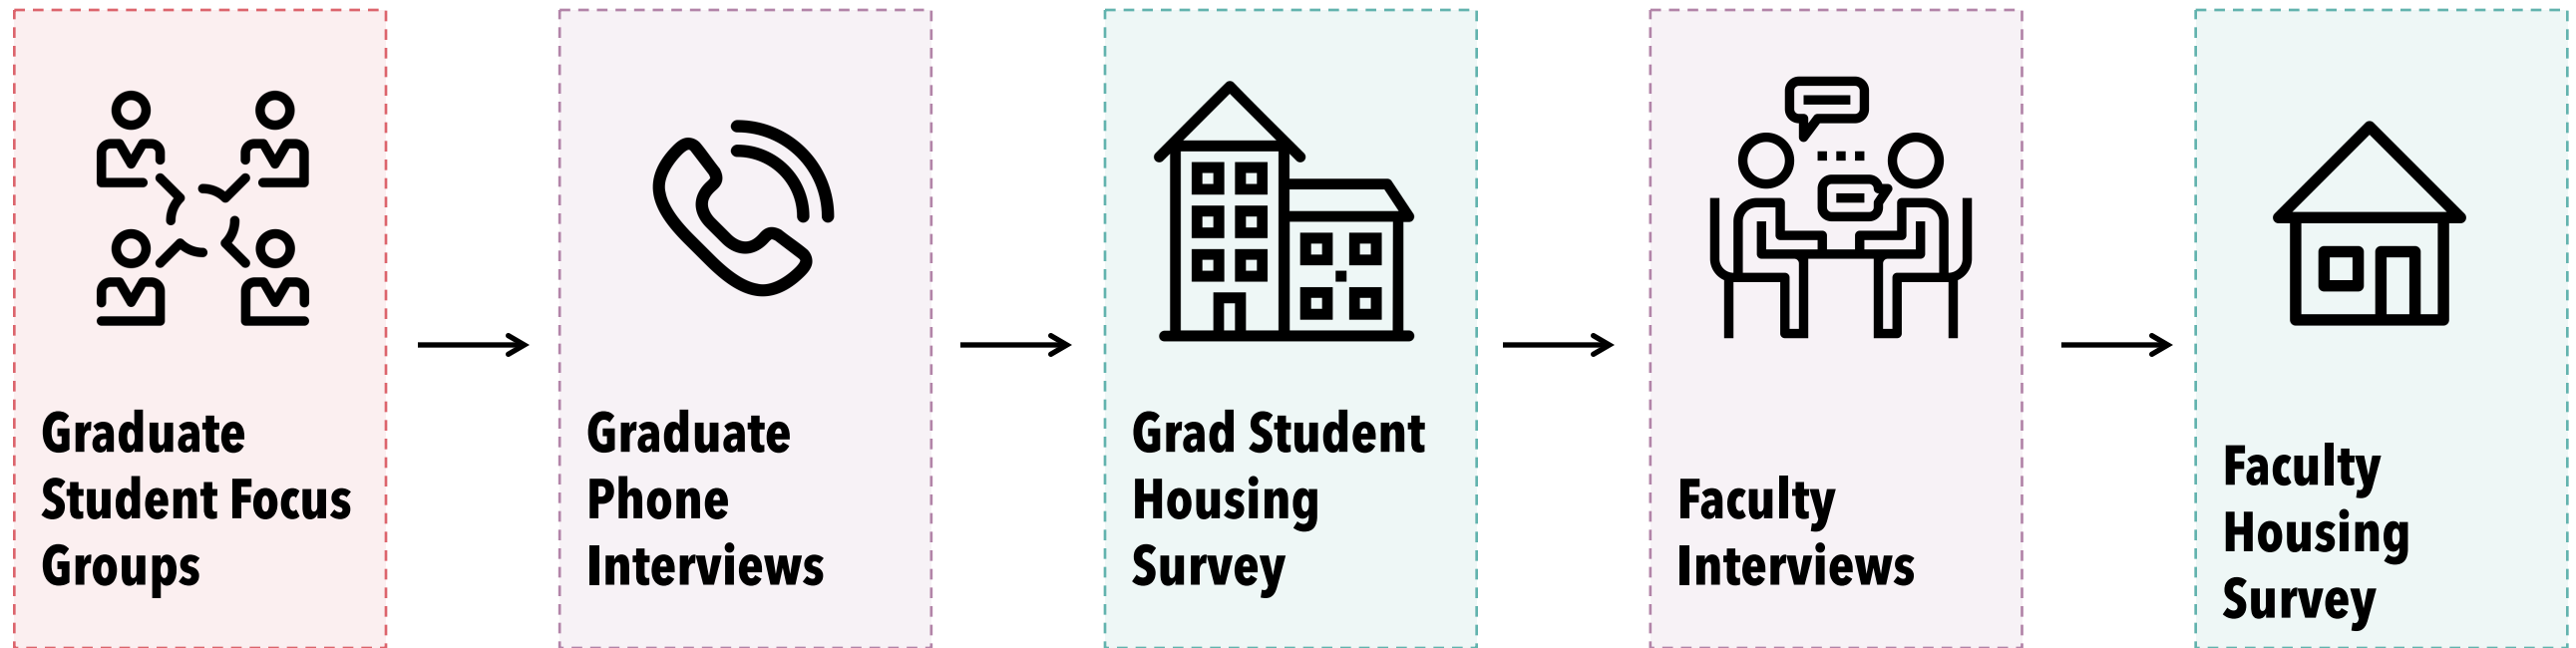 Graduate
Student Focus
Groups
Graduate
Phone
Interviews
Grad Student
Housing
Survey
Faculty
Interviews
Faculty
Housing
Survey